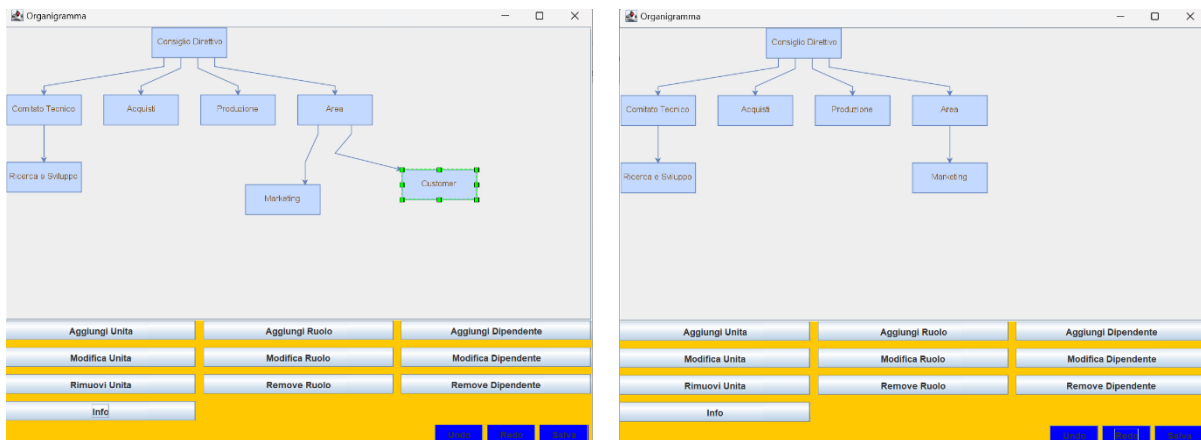 Organigramma
Consiglio Direttivo
Comitato Tecnico
Acquisti
Produzione
Area
Ricerca e Sviluppo
Customer
Marketing
Aggiungi Unita
Aggiungi Ruolo
Aggiungi Dipendente
Modifica Unita
Modifica Ruolo
Modifica Dipendente
Rimuovi Unita
Remove Ruolo
Remove Dipendente
Info
Undo
Redo
Organigramma
Consiglio Direttivo
Comitato Tecnico
Acquisti
Produzione
Area
Ricerca e Sviluppo
Marketing
Aggiungi Unita
Aggiungi Ruolo
Aggiungi Dipendente
Modifica Unita
Modifica Ruolo
Modifica Dipendente
Rimuovi Unita
Remove Ruolo
Remove Dipendente
Info